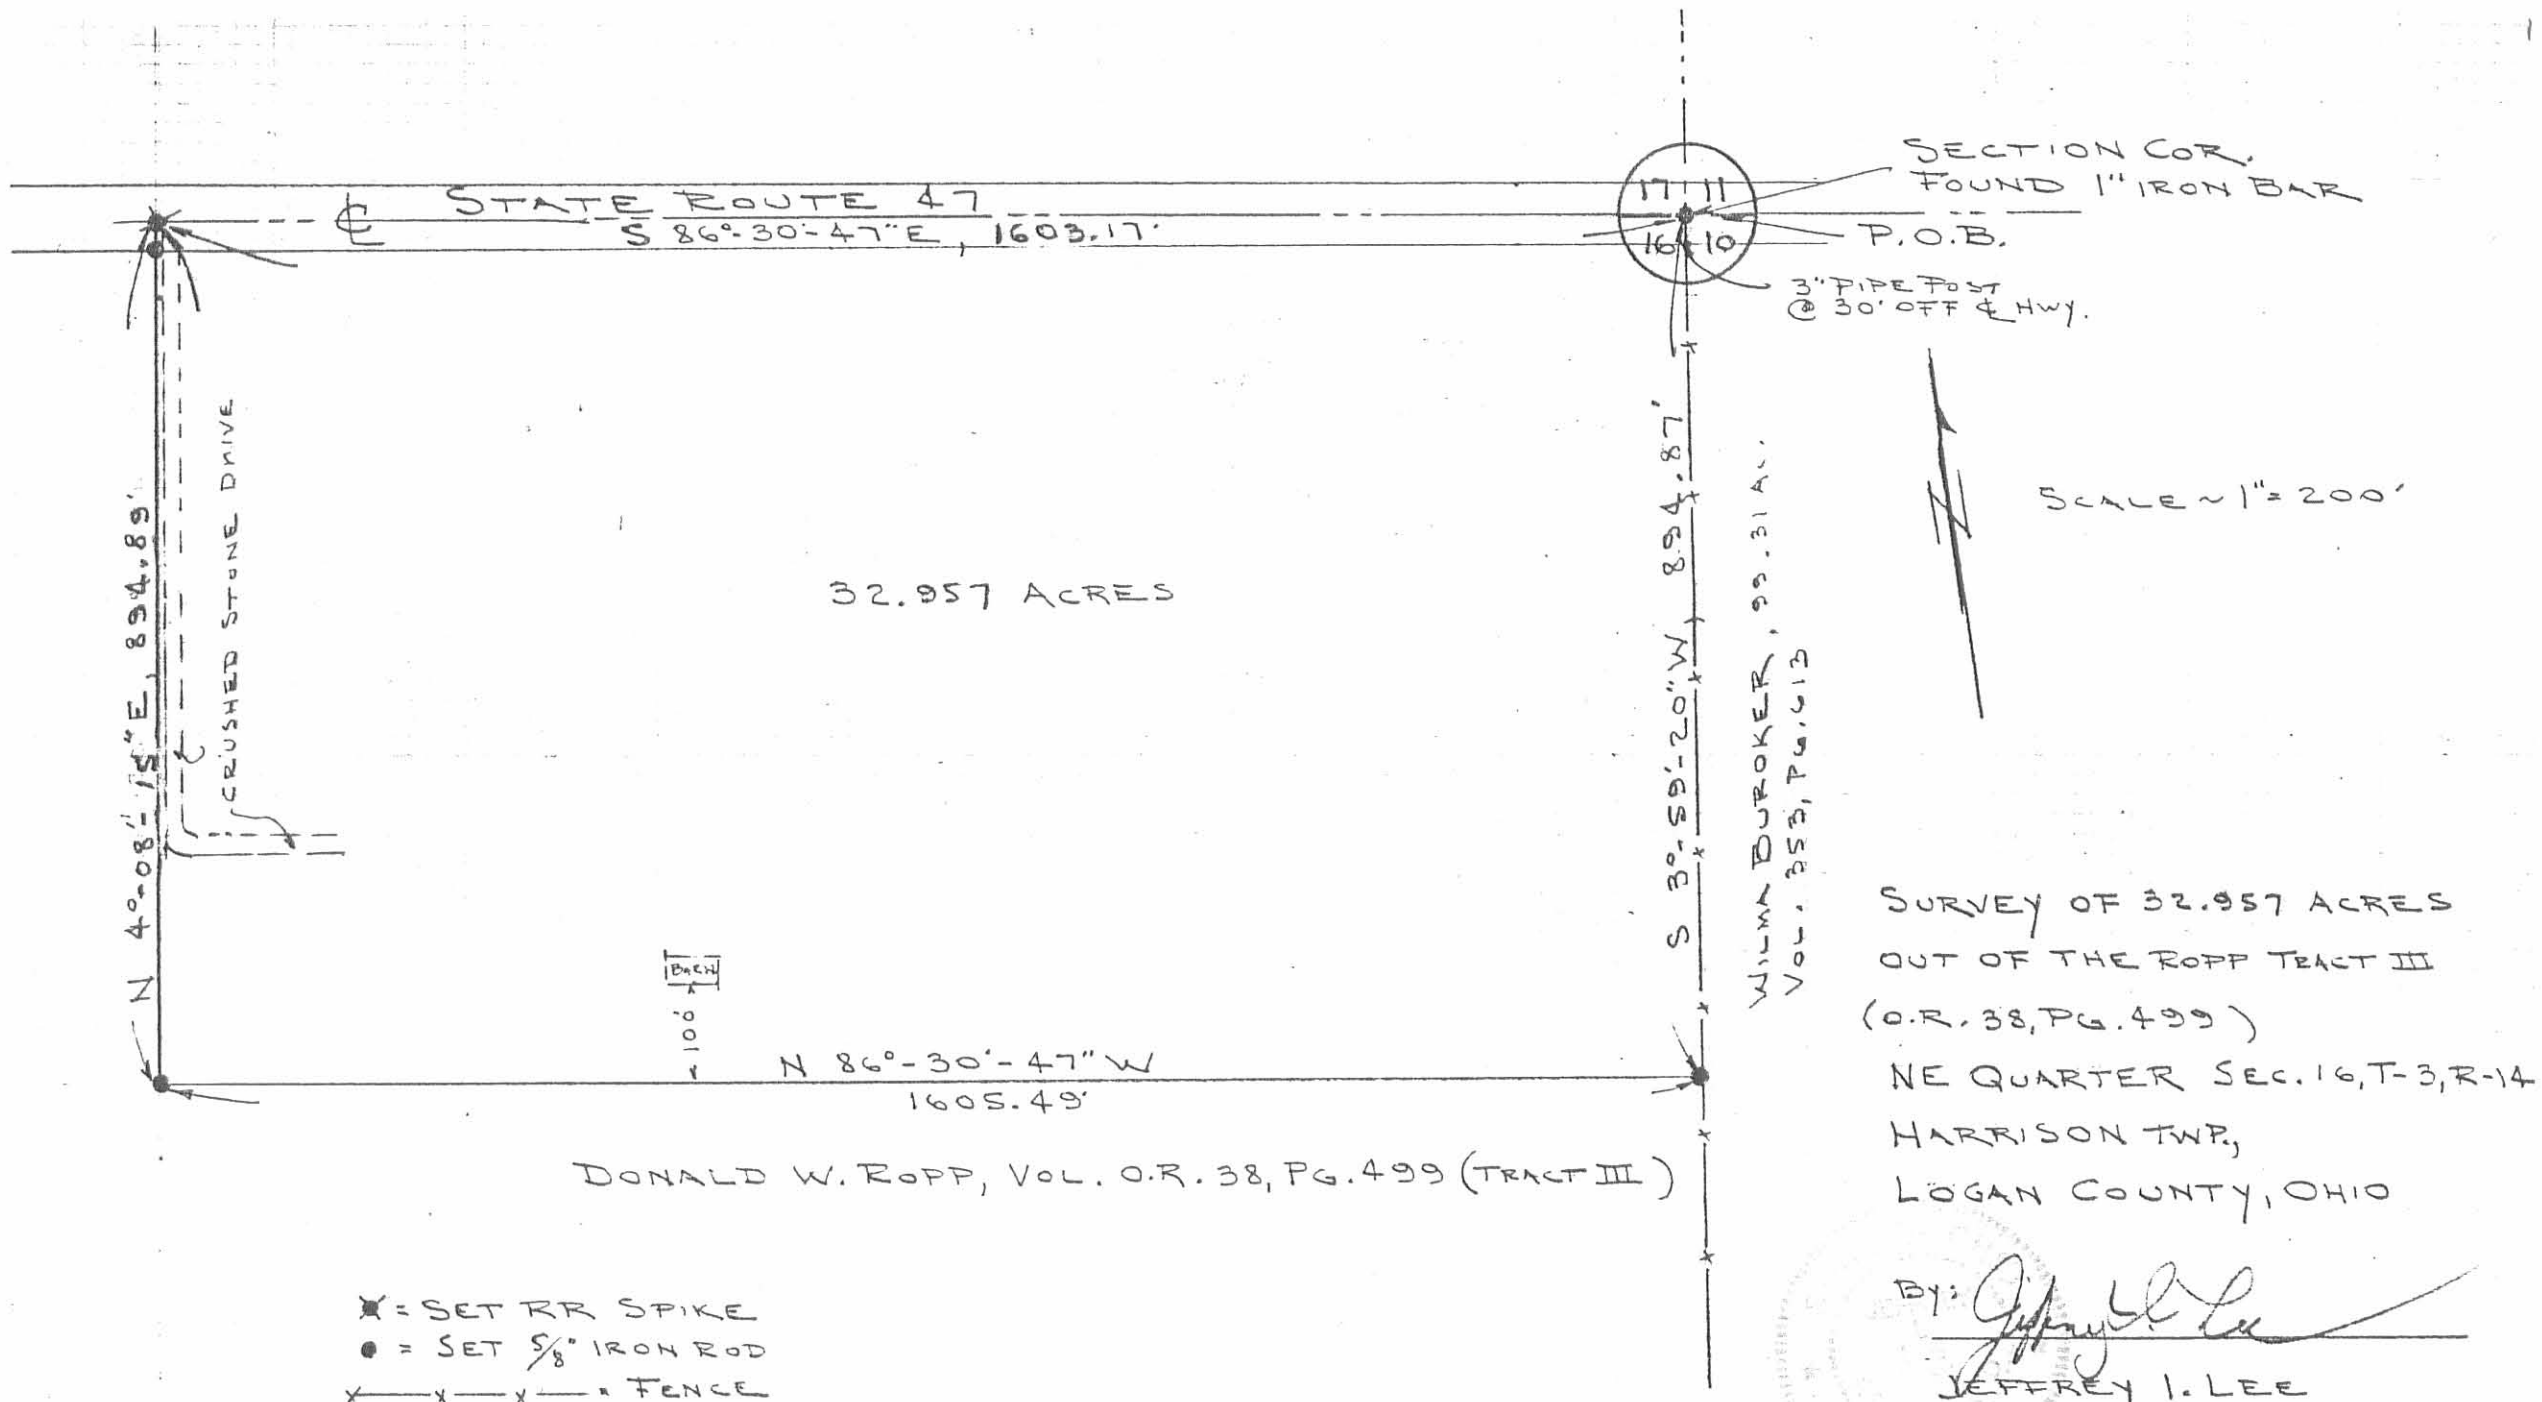 SECTION COR.
FOUND 1" IRON BAR
17 11
16 10
P.O.B.
3" PIPE POST
@ 30' OFF ℄ HWY.
℄ STATE ROUTE 47
S 86°-30'-47" E, 1603.17'
N 4°-08'-15" E, 894.89'
CRUSHED STONE DRIVE
32.957 ACRES
S 3°-59'-20" W, 894.87'
WILMA BUROKER, 99.31 AC.
VOL. 353, PG. 613
N
SCALE ~ 1" = 200'
BARN
100'
N 86°-30'-47" W
1605.49'
DONALD W. ROPP, VOL. O.R. 38, PG. 499 (TRACT III)
SURVEY OF 32.957 ACRES
OUT OF THE ROPP TRACT III
(O.R. 38, PG. 499)
NE QUARTER SEC. 16, T-3, R-14
HARRISON TWP.,
LOGAN COUNTY, OHIO
By: Jeffrey I. Lee
JEFFREY I. LEE
= SET RR SPIKE
= SET 5/8" IRON ROD
x—x—x— = FENCE